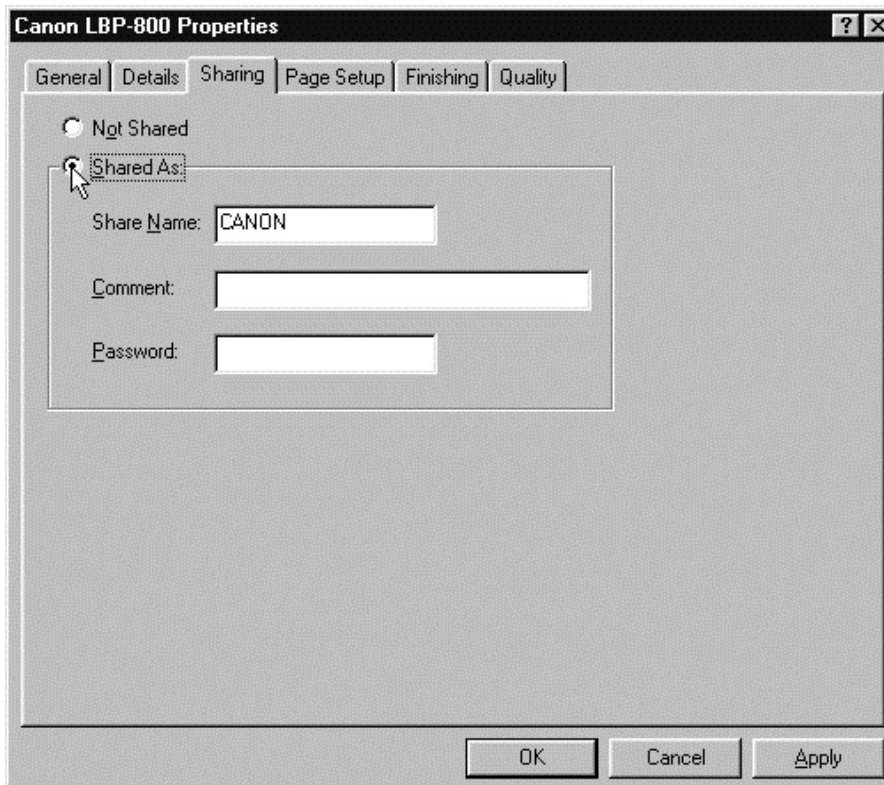 Canon LBP-800 Properties
General Details Sharing Page Setup Finishing Quality
Not Shared
Shared As:
Share Name: CANON
Comment:
Password:
OK Cancel Apply